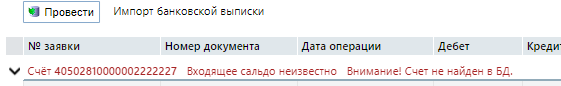 Провести Импорт банковской выписки
№ заявки Номер документа Дата операции Дебет Креди
Счёт 40502810000002222227 Входящее сальдо неизвестно Внимание! Счет не найден в БД.